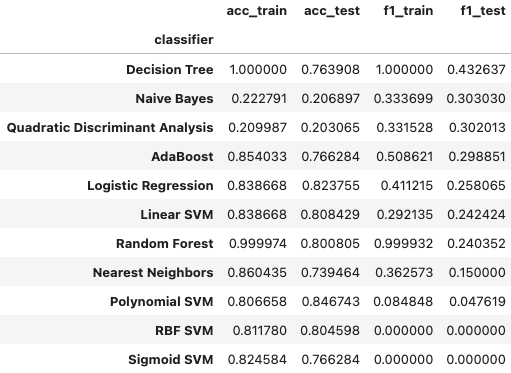 acc_train acc_test f1_train f1_test
classifier
Decision Tree 1.000000 0.763908 1.000000 0.432637
Naive Bayes 0.222791 0.206897 0.333699 0.303030
Quadratic Discriminant Analysis 0.209987 0.203065 0.331528 0.302013
AdaBoost 0.854033 0.766284 0.508621 0.298851
Logistic Regression 0.838668 0.823755 0.411215 0.258065
Linear SVM 0.838668 0.808429 0.292135 0.242424
Random Forest 0.999974 0.800805 0.999932 0.240352
Nearest Neighbors 0.860435 0.739464 0.362573 0.150000
Polynomial SVM 0.806658 0.846743 0.084848 0.047619
RBF SVM 0.811780 0.804598 0.000000 0.000000
Sigmoid SVM 0.824584 0.766284 0.000000 0.000000